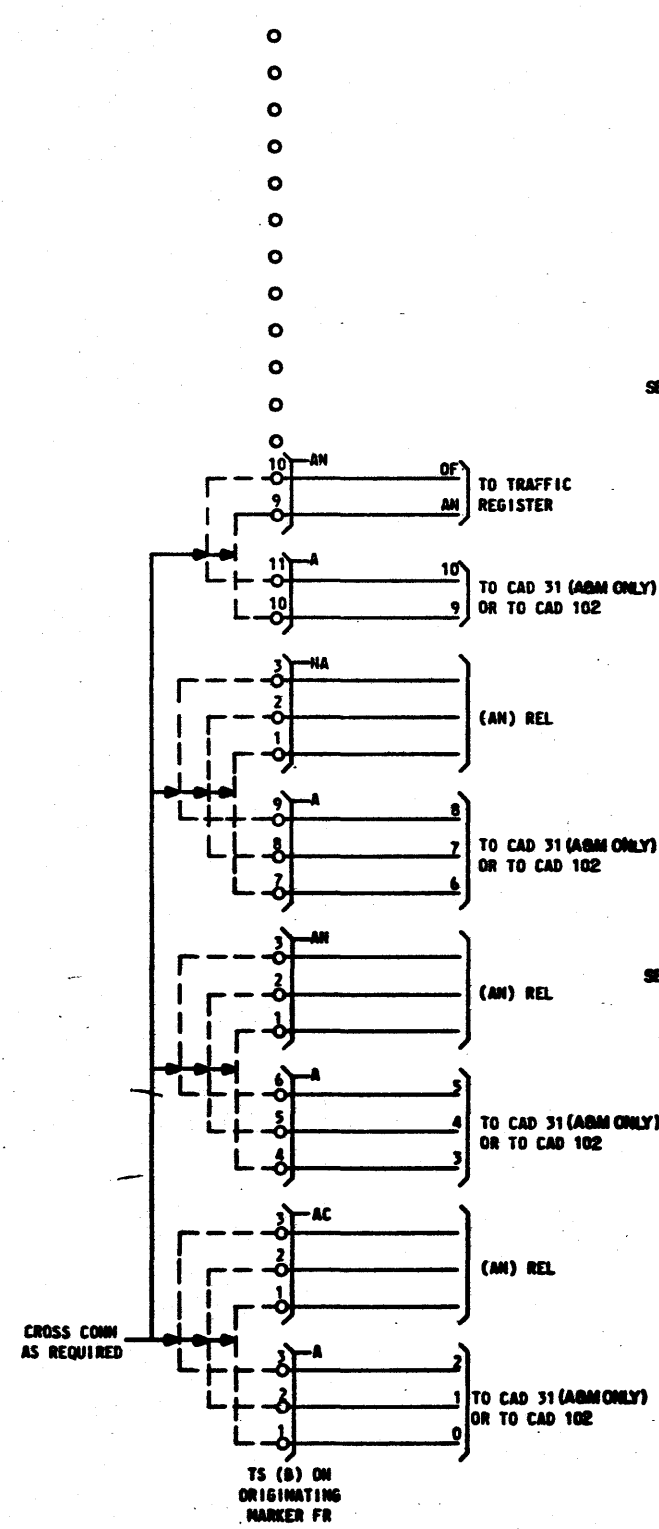 SE
10 AN OF
9 AN
TO TRAFFIC
REGISTER
11 A 10
10 9
TO CAD 31 (A&M ONLY)
OR TO CAD 102
3 NA
2
1
(AN) REL
9 A 8
8 7
7 6
TO CAD 31 (A&M ONLY)
OR TO CAD 102
3 AN
2
1
(AN) REL
SE
6 A 5
5 4
4 3
TO CAD 31 (A&M ONLY)
OR TO CAD 102
3 AC
2
1
(AN) REL
CROSS CONN
AS REQUIRED
3 A 2
2 1
1 0
TO CAD 31 (A&M ONLY)
OR TO CAD 102
TS (B) ON
ORIGINATING
MARKER FR